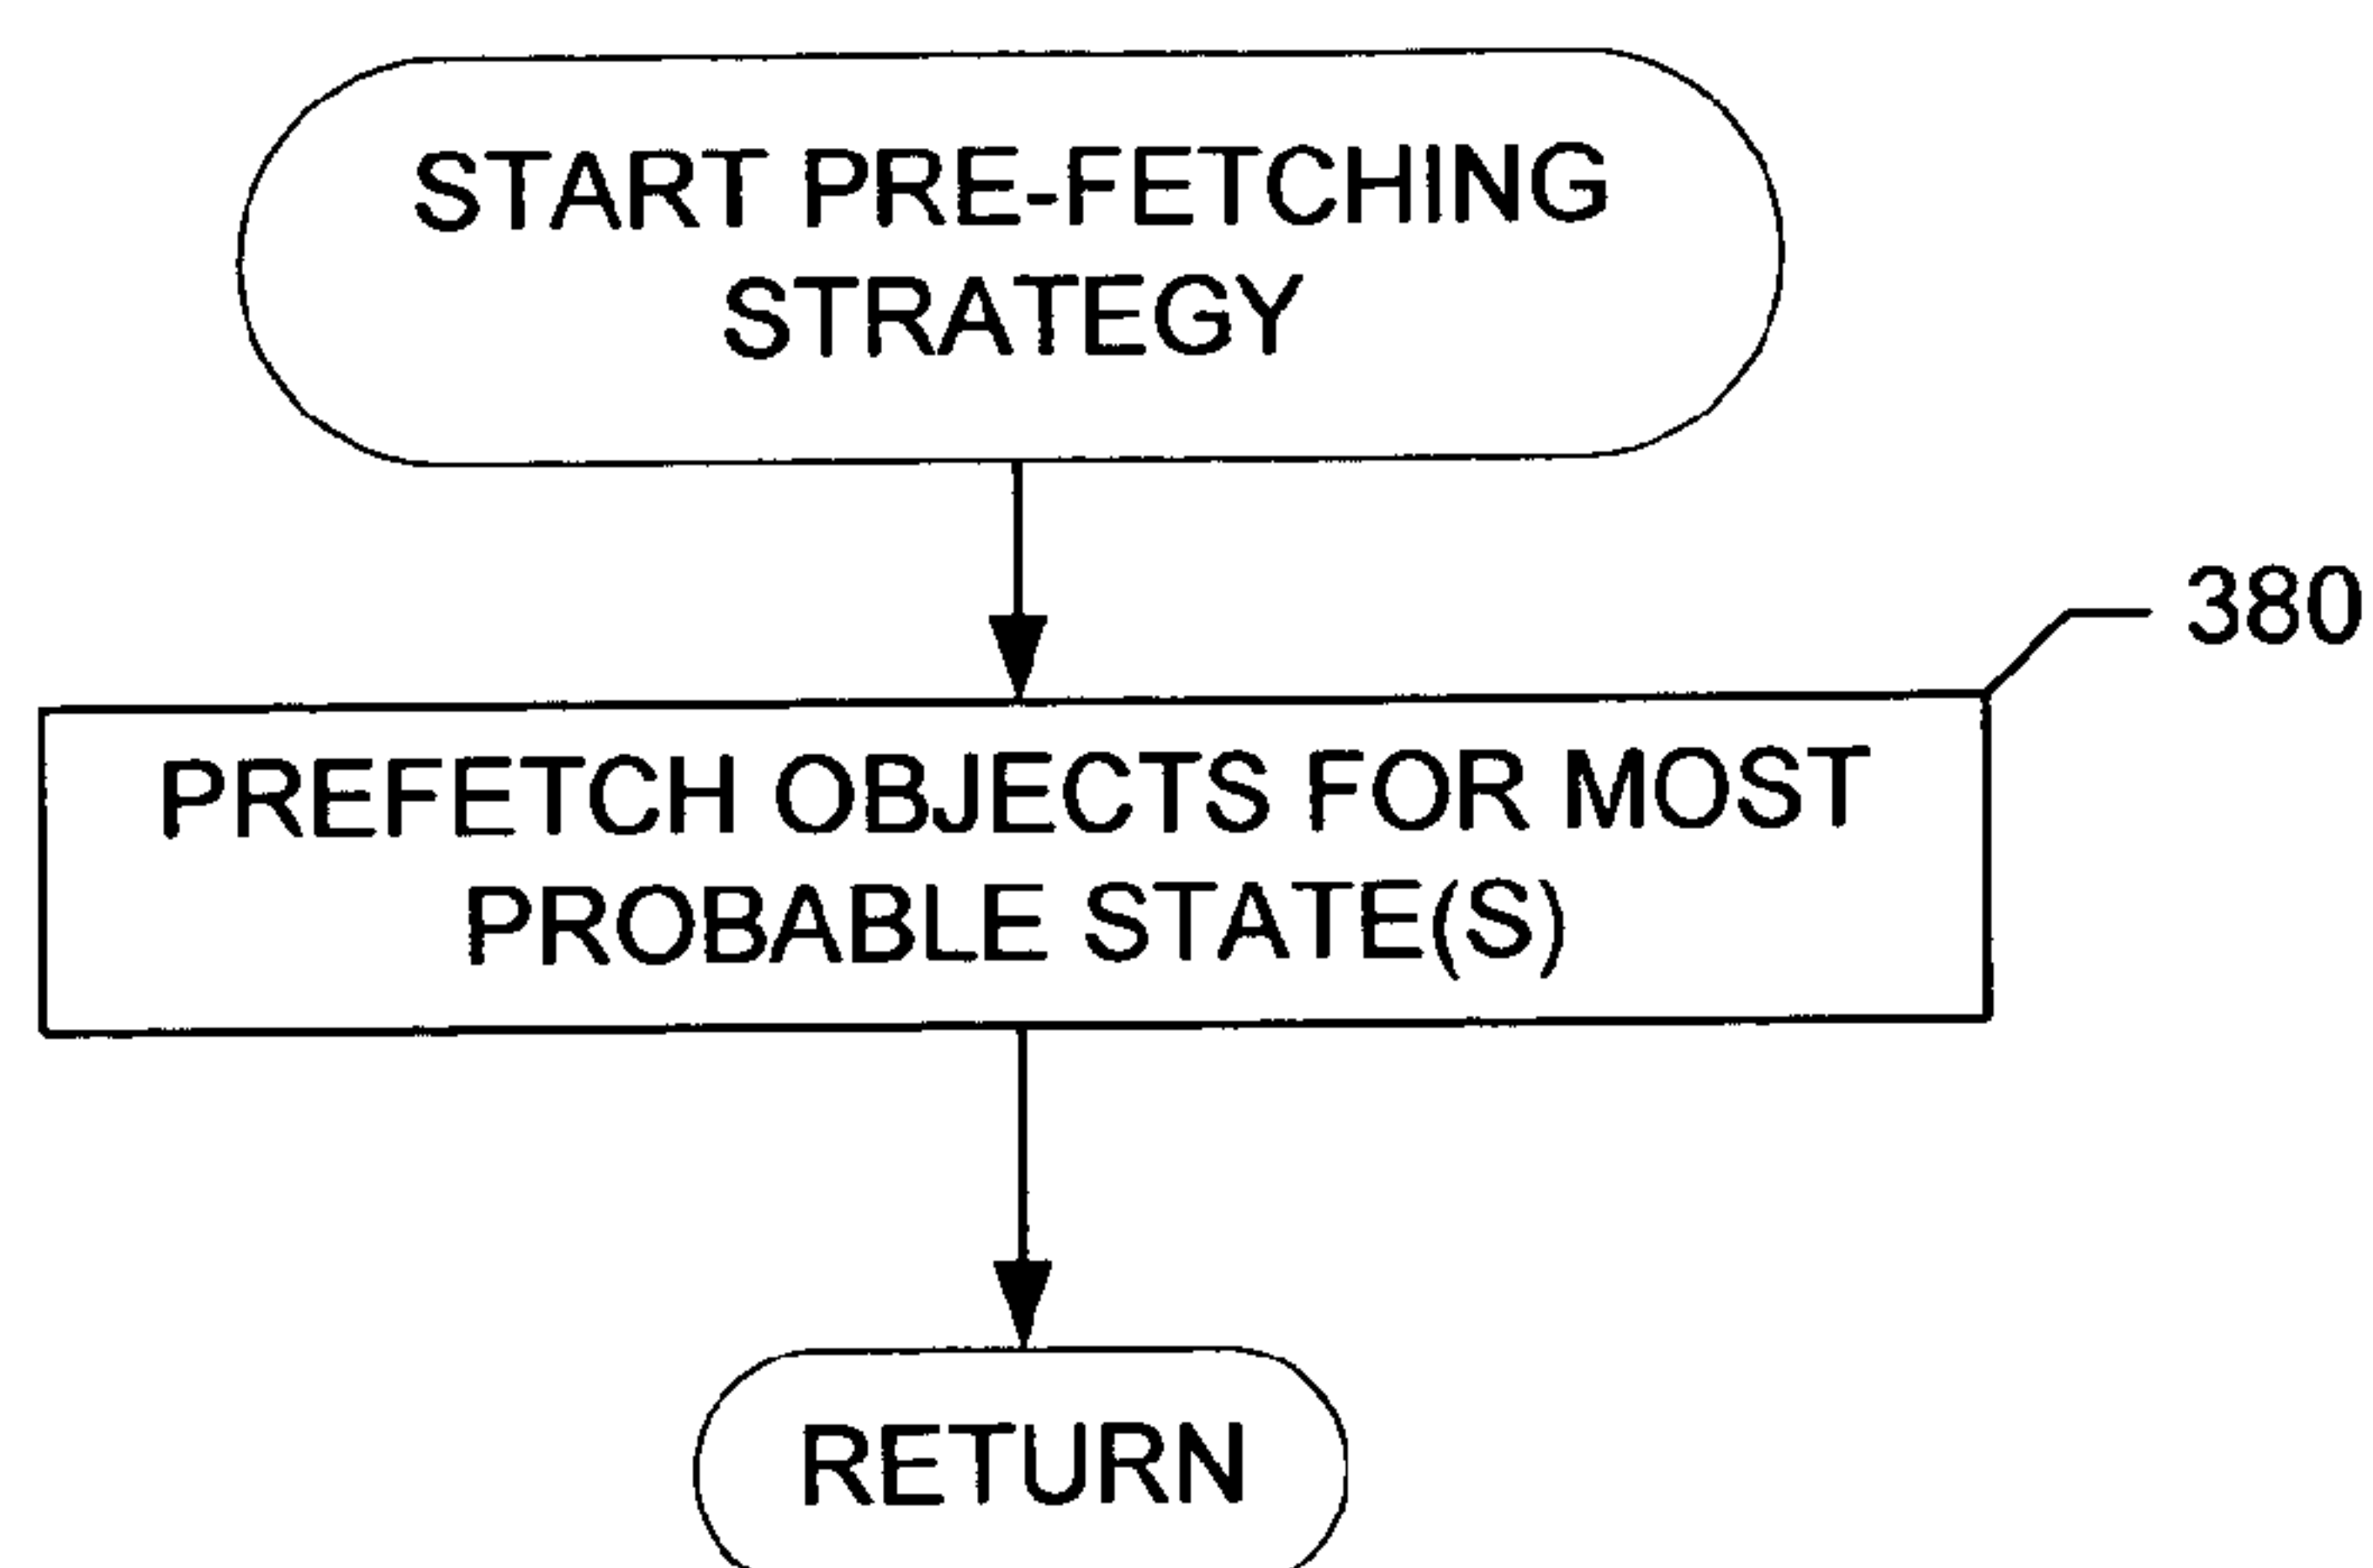 START PRE-FETCHING
STRATEGY
380
PREFETCH OBJECTS FOR MOST
PROBABLE STATE(S)
RETURN